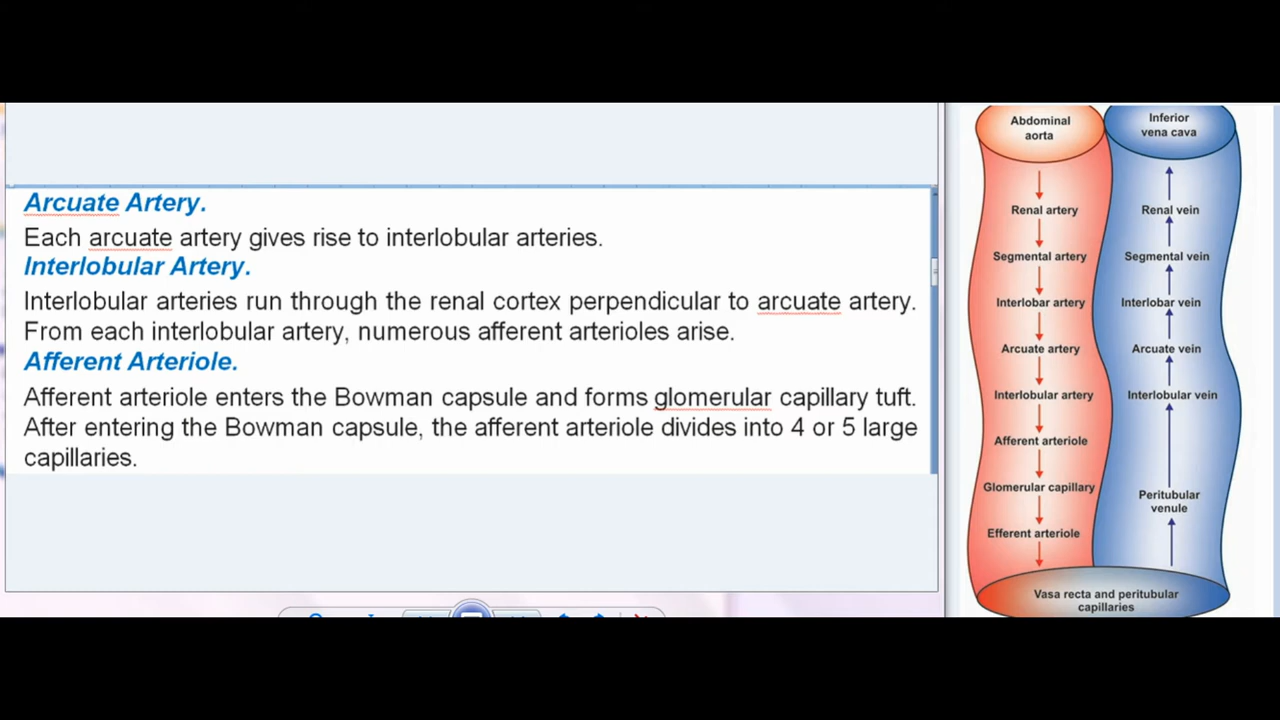 Arcuate Artery.
Each arcuate artery gives rise to interlobular arteries.
Interlobular Artery.
Interlobular arteries run through the renal cortex perpendicular to arcuate artery.
From each interlobular artery, numerous afferent arterioles arise.
Afferent Arteriole.
Afferent arteriole enters the Bowman capsule and forms glomerular capillary tuft.
After entering the Bowman capsule, the afferent arteriole divides into 4 or 5 large
capillaries.
Abdominal
aorta
Renal artery
Segmental artery
Interlobar artery
Arcuate artery
Interlobular artery
Afferent arteriole
Glomerular capillary
Efferent arteriole
Inferior
vena cava
Renal vein
Segmental vein
Interlobar vein
Arcuate vein
Interlobular vein
Peritubular
venule
Vasa recta and peritubular
capillaries